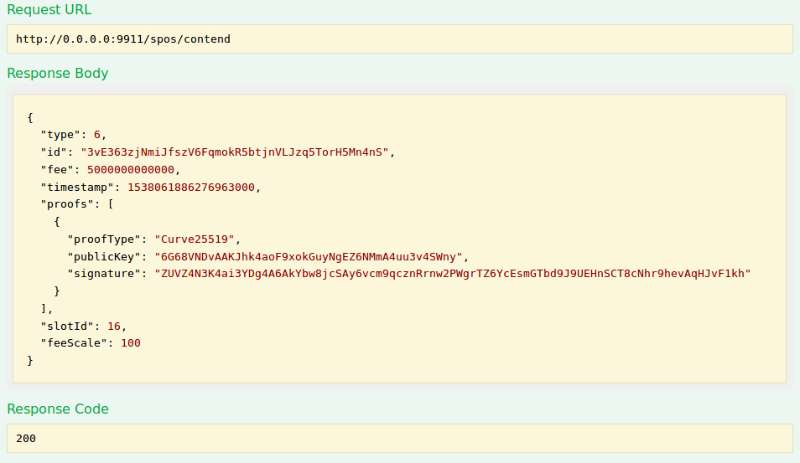 Request URL
http://0.0.0.0:9911/spos/contend
Response Body
{
"type": 6,
"id": "3vE363zjNmiJfszV6FqmokR5btjnVLJzq5TorH5Mn4nS",
"fee": 5000000000000,
"timestamp": 1538061886276963000,
"proofs": [
{
"proofType": "Curve25519",
"publicKey": "6G68VNDvAAKJhk4aoF9xokGuyNgEZ6NMmA4uu3v4SWny",
"signature": "ZUVZ4N3K4ai3YDg4A6AkYbw8jcSAy6vcm9qcznRrnw2PWgrTZ6YcEsmGTbd9J9UEHnSCT8cNhr9hevAqHJvF1kh"
}
],
"slotId": 16,
"feeScale": 100
}
Response Code
200